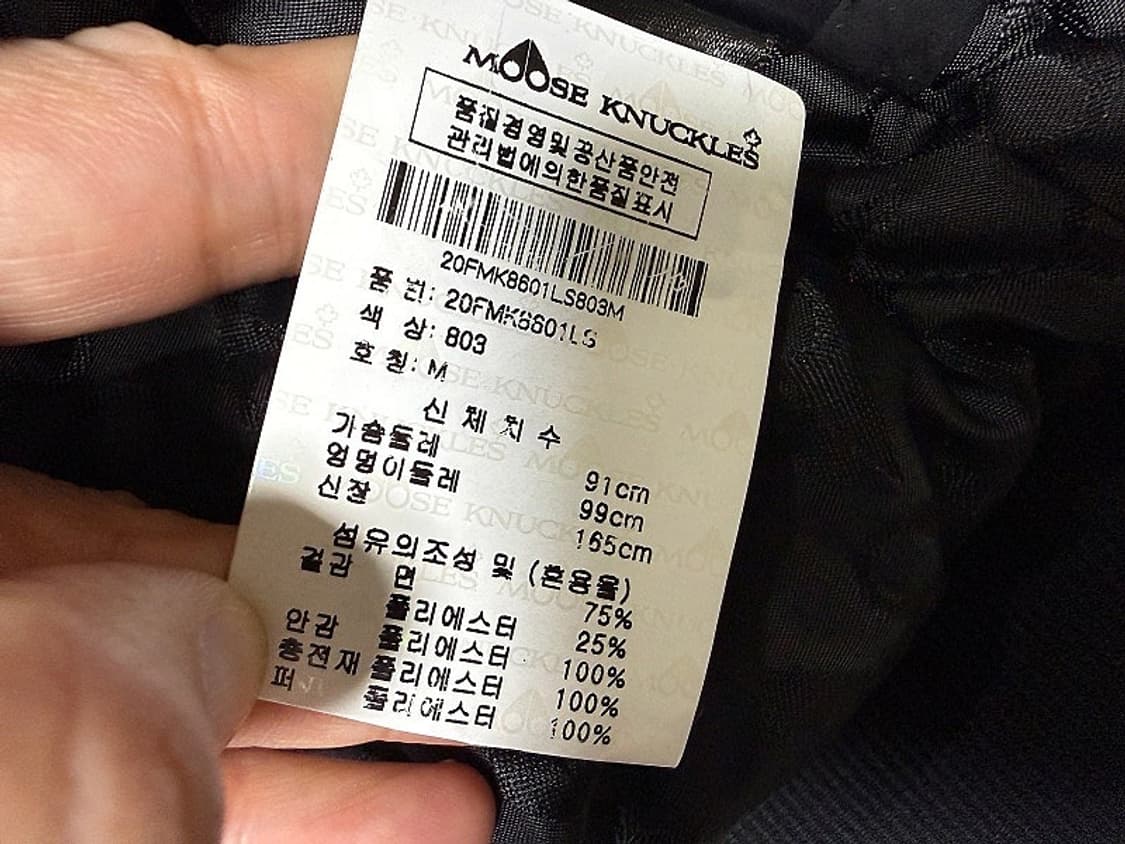 MOOSE KNUCKLES
품질경영및공산품안전
관리법에의한품질표시
20FMK8601LS803M
품 번: 20FMK8601LS
색 상: 803
호 칭: M
신 체 치 수
가슴둘레 91cm
엉덩이둘레 99cm
신장 165cm
섬유의조성 및 (혼용율)
겉감 면 75%
폴리에스터 25%
안감 폴리에스터 100%
충전재 폴리에스터 100%
퍼 폴리에스터 100%